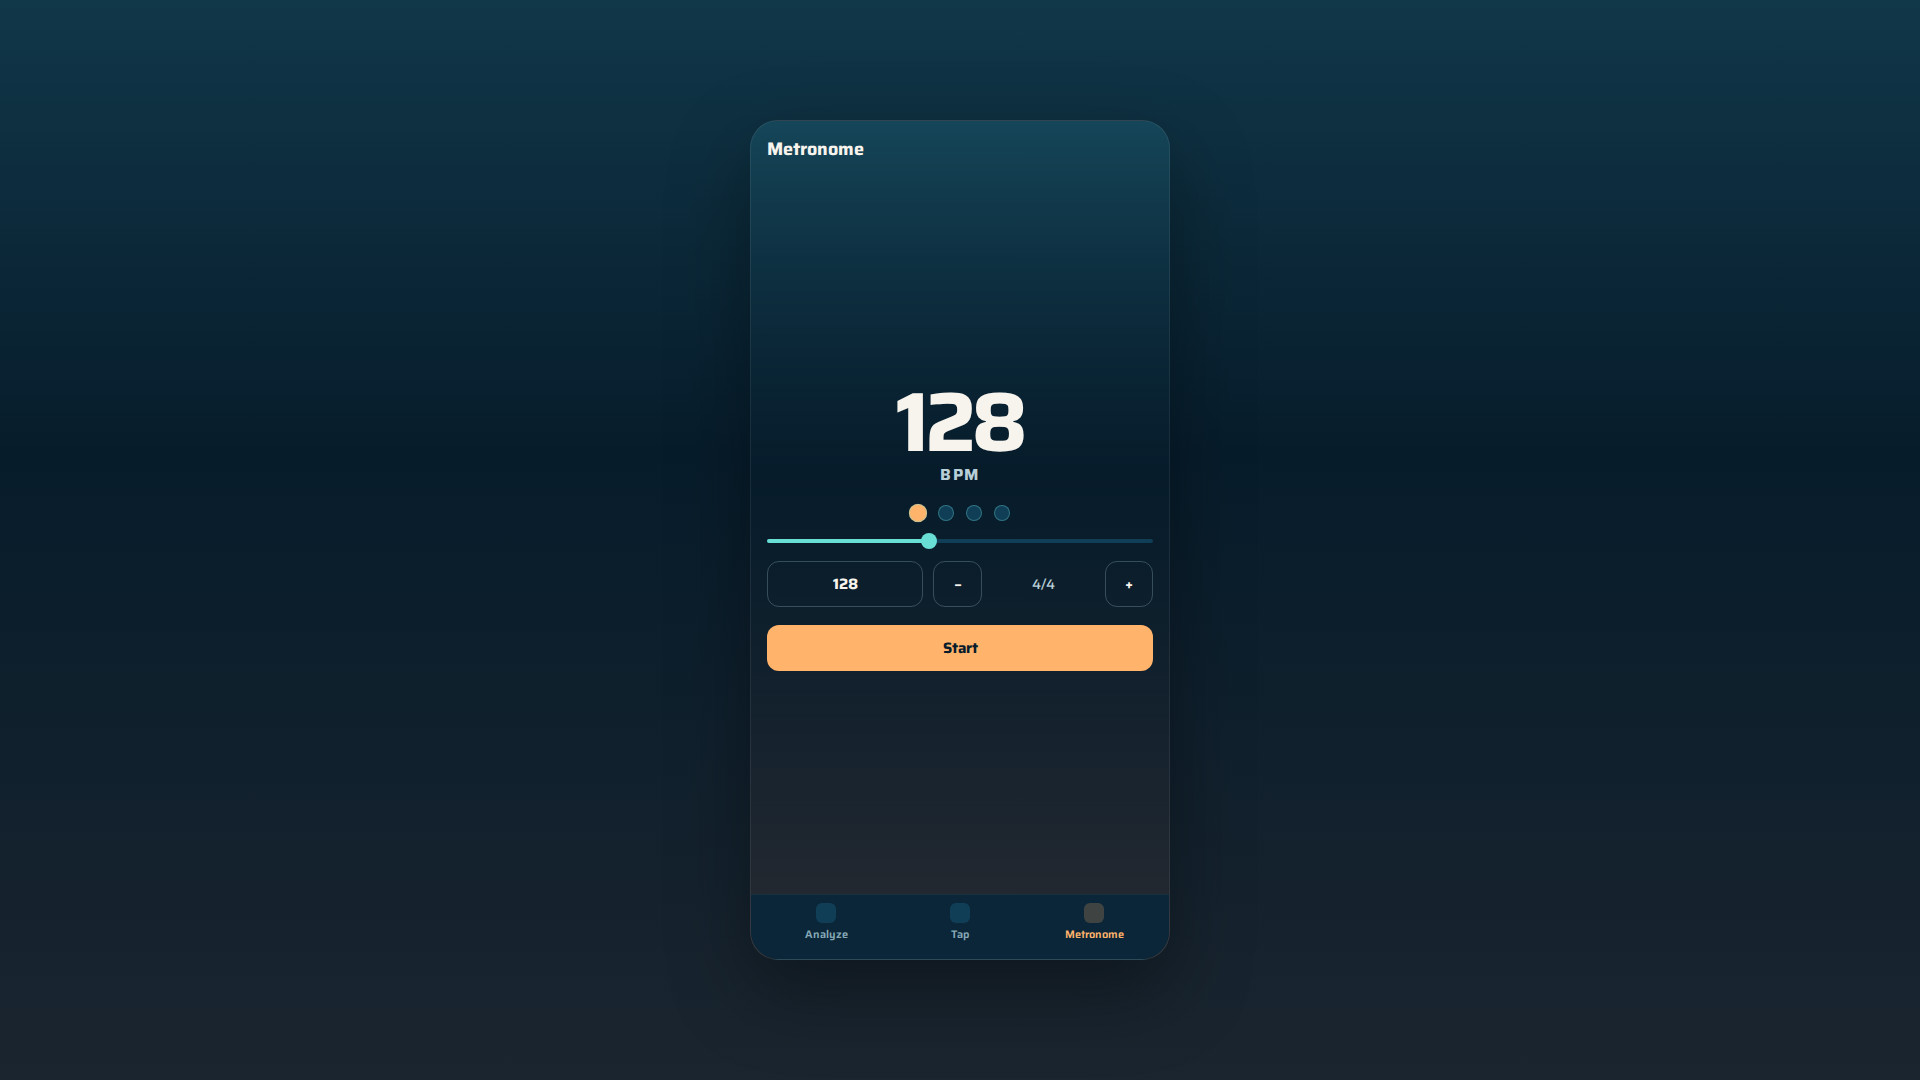 Metronome
128
BPM
128 – 4/4 +
Start
Analyze Tap Metronome